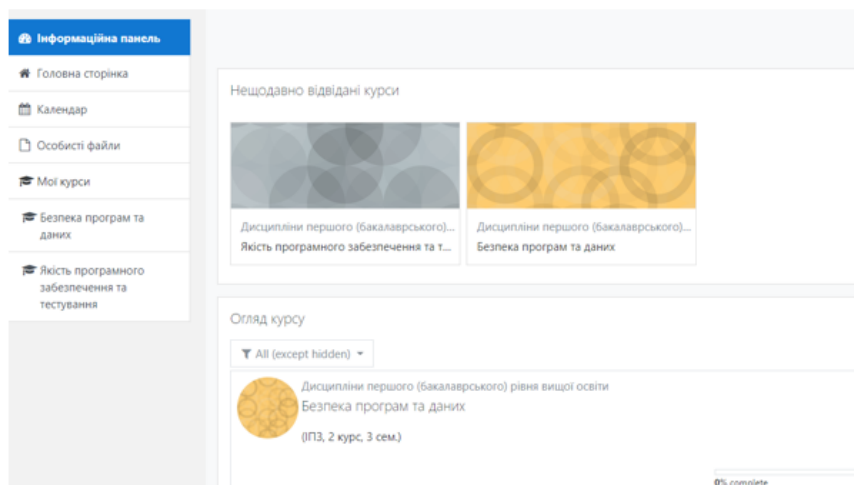 Інформаційна панель
Головна сторінка
Календар
Особисті файли
Мої курси
Безпека програм та
даних
Якість програмного
забезпечення та
тестування
Нещодавно відвідані курси
Дисципліни першого (бакалаврського)...
Якість програмного забезпечення та т...
Дисципліни першого (бакалаврського)...
Безпека програм та даних
Огляд курсу
All (except hidden)
Дисципліни першого (бакалаврського) рівня вищої освіти
Безпека програм та даних
(ІПЗ, 2 курс, 3 сем.)
0% complete